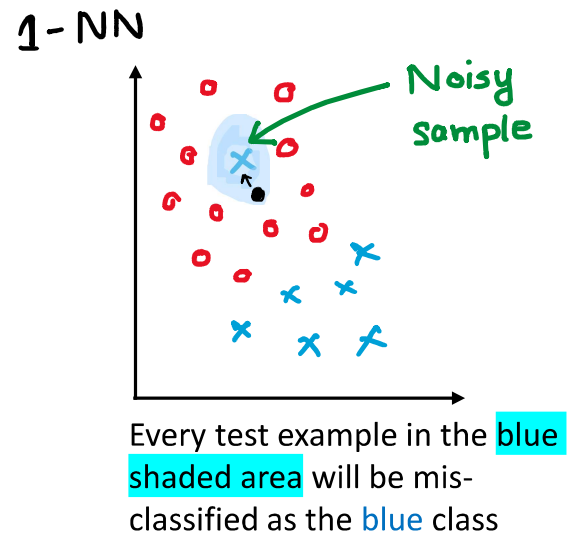 1-NN
Noisy
sample
Every test example in the blue
shaded area will be mis-
classified as the blue class